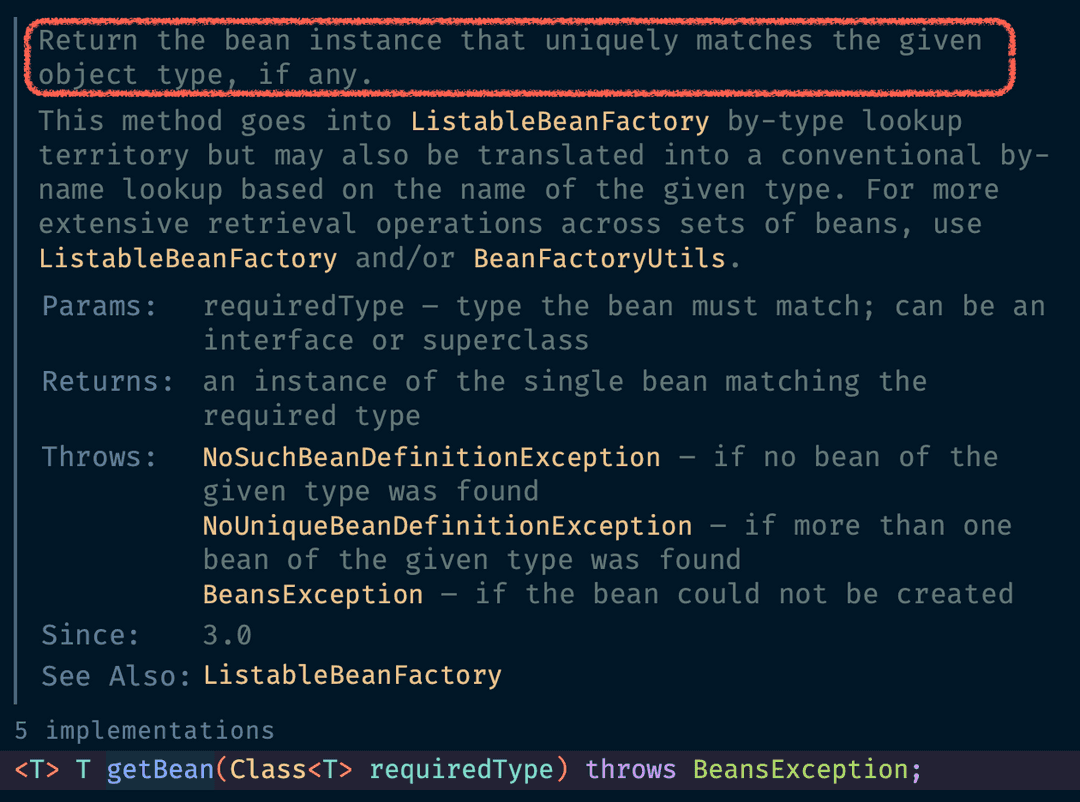 Return the bean instance that uniquely matches the given
object type, if any.
This method goes into ListableBeanFactory by-type lookup
territory but may also be translated into a conventional by-
name lookup based on the name of the given type. For more
extensive retrieval operations across sets of beans, use
ListableBeanFactory and/or BeanFactoryUtils.
Params: requiredType – type the bean must match; can be an
interface or superclass
Returns: an instance of the single bean matching the
required type
Throws: NoSuchBeanDefinitionException – if no bean of the
given type was found
NoUniqueBeanDefinitionException – if more than one
bean of the given type was found
BeansException – if the bean could not be created
Since: 3.0
See Also: ListableBeanFactory
5 implementations
<T> T getBean(Class<T> requiredType) throws BeansException;